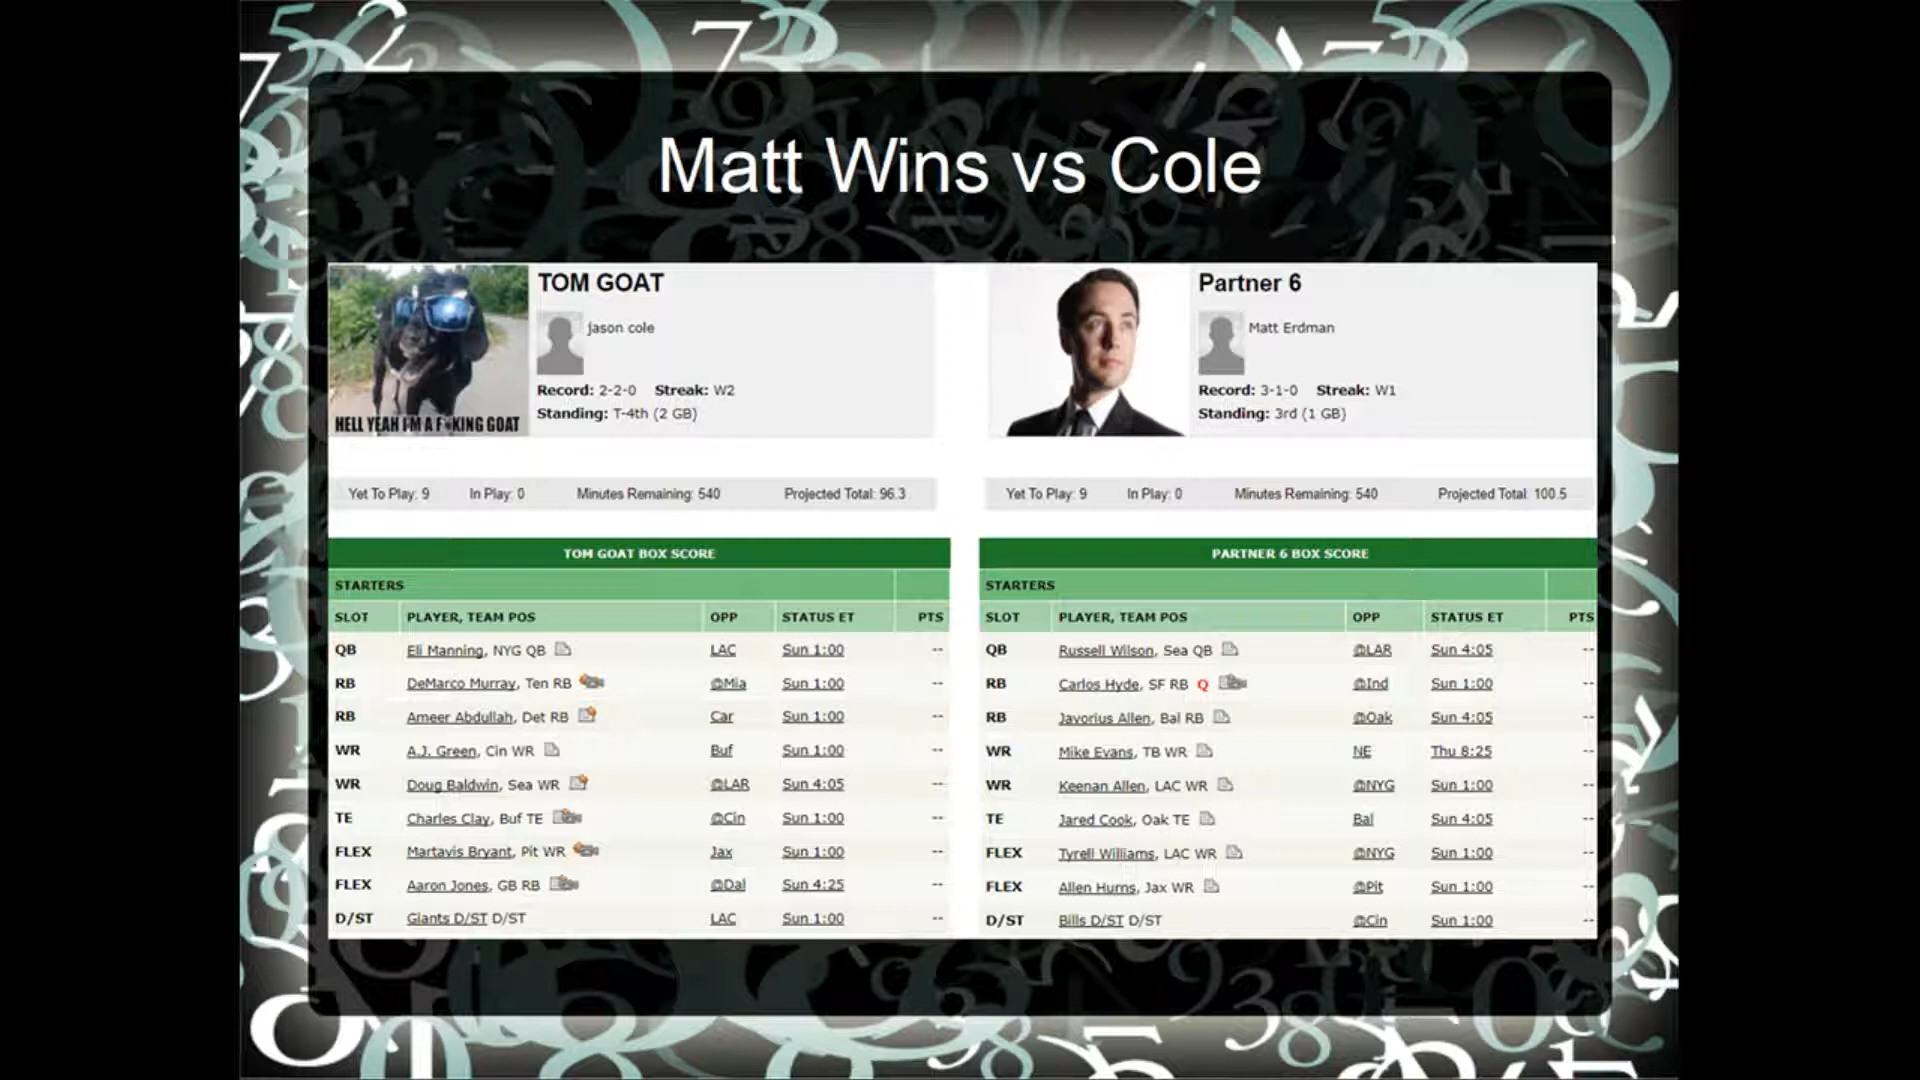 Matt Wins vs Cole
TOM GOAT
jason cole
Record: 2-2-0 Streak: W2
Standing: T-4th (2 GB)
HELL YEAH I'M A F*KING GOAT
Yet To Play: 9 In Play: 0 Minutes Remaining: 540 Projected Total: 96.3
TOM GOAT BOX SCORE
STARTERS
SLOT PLAYER, TEAM POS OPP STATUS ET PTS
QB Eli Manning, NYG QB LAC Sun 1:00 --
RB DeMarco Murray, Ten RB @Mia Sun 1:00 --
RB Ameer Abdullah, Det RB Car Sun 1:00 --
WR A.J. Green, Cin WR Buf Sun 1:00 --
WR Doug Baldwin, Sea WR @LAR Sun 4:05 --
TE Charles Clay, Buf TE @Cin Sun 1:00 --
FLEX Martavis Bryant, Pit WR Jax Sun 1:00 --
FLEX Aaron Jones, GB RB @Dal Sun 4:25 --
D/ST Giants D/ST D/ST LAC Sun 1:00 --
Partner 6
Matt Erdman
Record: 3-1-0 Streak: W1
Standing: 3rd (1 GB)
Yet To Play: 9 In Play: 0 Minutes Remaining: 540 Projected Total: 100.5
PARTNER 6 BOX SCORE
STARTERS
SLOT PLAYER, TEAM POS OPP STATUS ET PTS
QB Russell Wilson, Sea QB @LAR Sun 4:05 --
RB Carlos Hyde, SF RB Q @Ind Sun 1:00 --
RB Javorius Allen, Bal RB @Oak Sun 4:05 --
WR Mike Evans, TB WR NE Thu 8:25 --
WR Keenan Allen, LAC WR @NYG Sun 1:00 --
TE Jared Cook, Oak TE Bal Sun 4:05 --
FLEX Tyrell Williams, LAC WR @NYG Sun 1:00 --
FLEX Allen Hurns, Jax WR @Pit Sun 1:00 --
D/ST Bills D/ST D/ST @Cin Sun 1:00 --